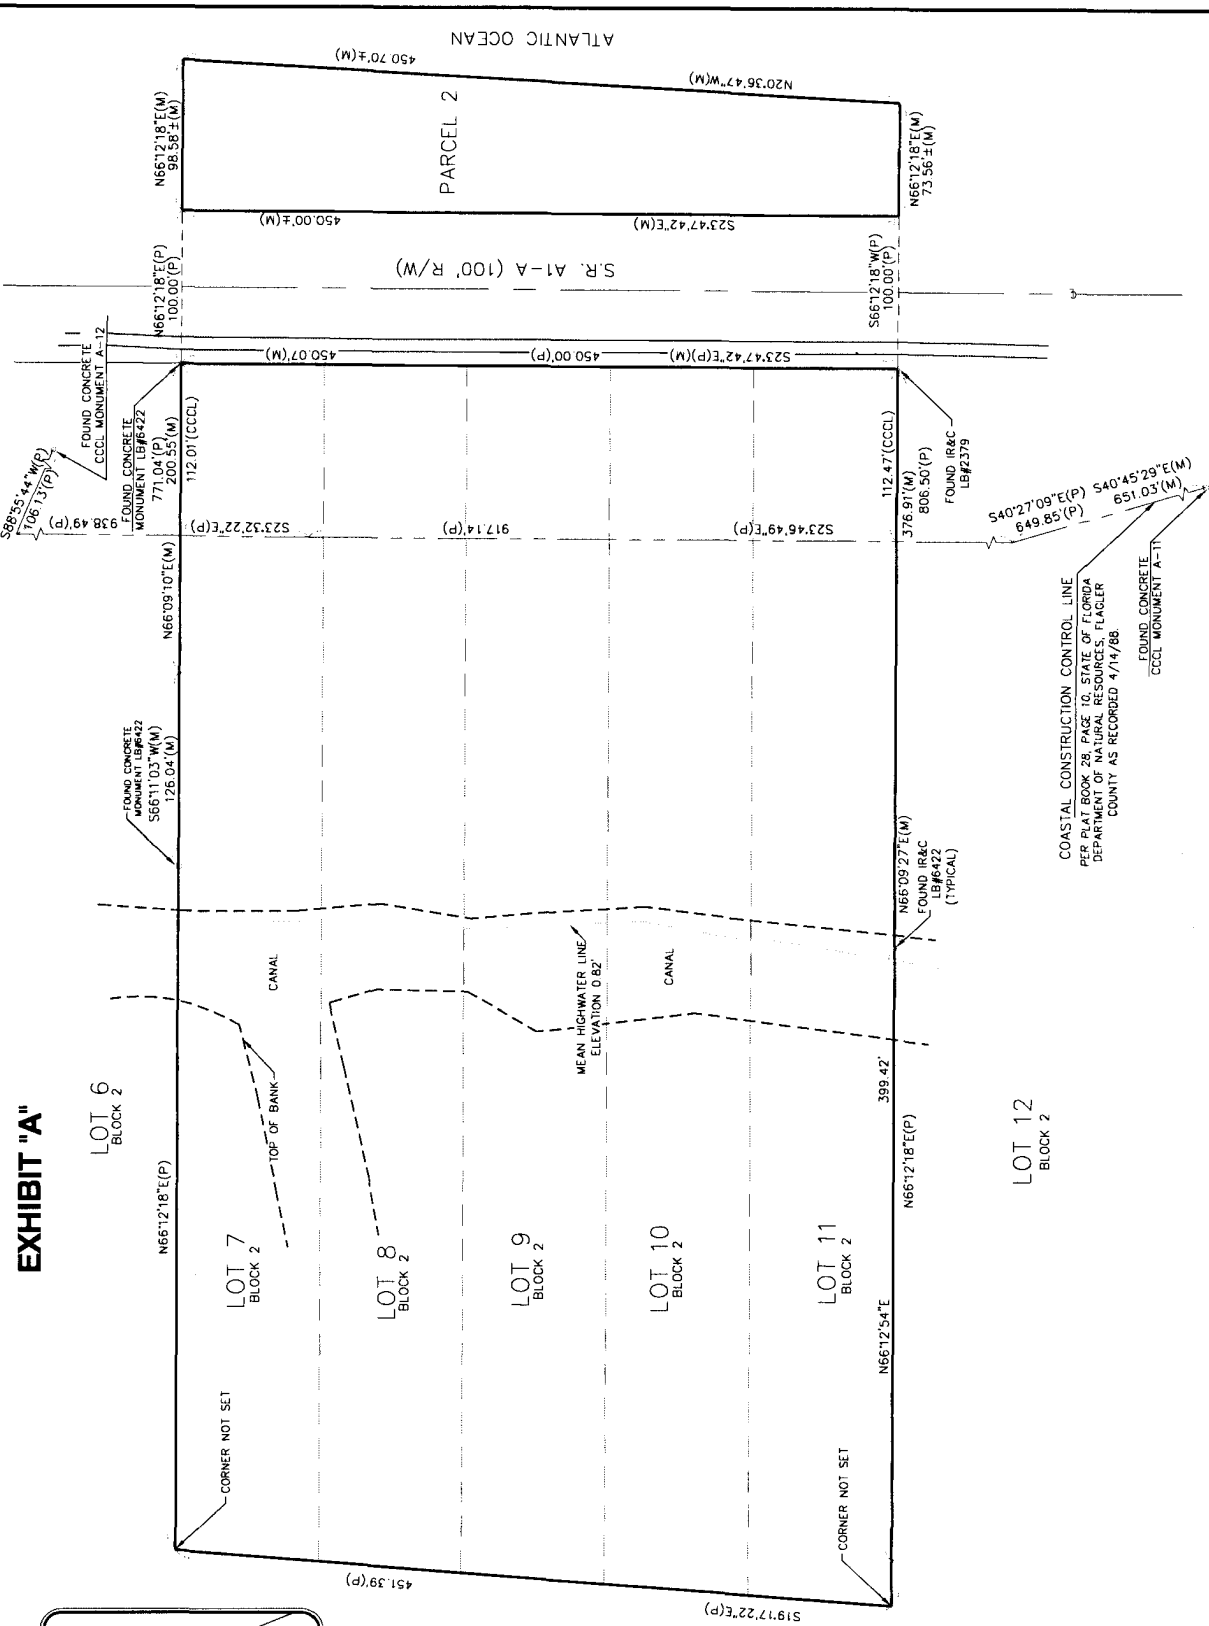 EXHIBIT "A"
ATLANTIC OCEAN
N66°12'18"E(M)
98.58'±(M)
450.70'±(M)
N20°36'47"W(M)
PARCEL 2
N66°12'18"E(M)
73.56'±(M)
450.00'±(M)
S23°47'42"E(M)
S.R. A1-A (100' R/W)
N66°12'18"E(P)
100.00'(P)
S66°12'18"W(P)
100.00'(P)
FOUND CONCRETE
CCCL MONUMENT A-12
450.07'(M)
450.00'(P)
S23°47'42"E(P)(M)
S88°55'44"W(P)
106.13'(P)
938.49'(P)
FOUND CONCRETE
MONUMENT LB#6422
771.04'(P)
200.55'(M)
112.01'(CCCL)
S23°32'22"E(P)
917.14'(P)
S23°46'49"E(P)
112.47'(CCCL)
376.91'(M)
806.50'(P)
FOUND IR&C
LB#2379
S40°27'09"E(P)
649.85'(P)
S40°45'29"E(M)
651.03'(M)
FOUND CONCRETE
CCCL MONUMENT A-11
COASTAL CONSTRUCTION CONTROL LINE
PER PLAT BOOK 28, PAGE 10, STATE OF FLORIDA
DEPARTMENT OF NATURAL RESOURCES, FLAGLER
COUNTY AS RECORDED 4/14/88.
N66°09'10"E(M)
FOUND CONCRETE
MONUMENT LB#6422
S66°11'03"W(M)
126.04'(M)
N66°09'27"E(M)
FOUND IR&C
LB#6422
(TYPICAL)
CANAL
MEAN HIGHWATER LINE
ELEVATION 0.82'
CANAL
TOP OF BANK
399.42'
LOT 6
BLOCK 2
N66°12'18"E(P)
LOT 7
BLOCK 2
LOT 8
BLOCK 2
LOT 9
BLOCK 2
LOT 10
BLOCK 2
LOT 11
BLOCK 2
N66°12'18"E(P)
LOT 12
BLOCK 2
N66°12'54"E
CORNER NOT SET
CORNER NOT SET
451.39'(P)
S19°17'22"E(P)